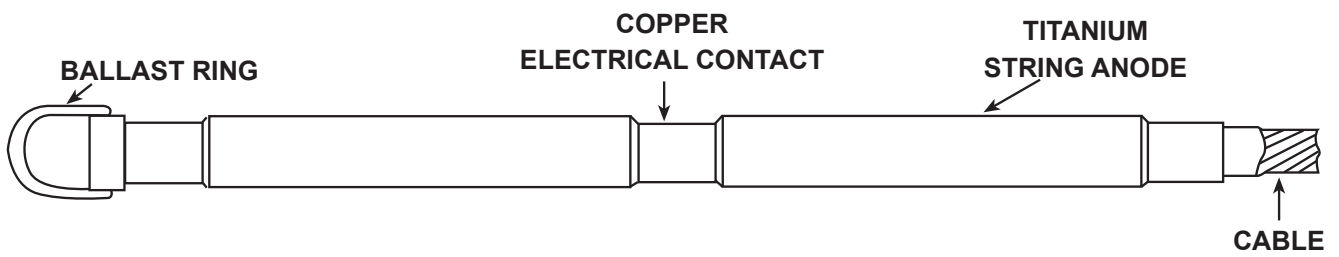 COPPER
ELECTRICAL CONTACT
TITANIUM
STRING ANODE
BALLAST RING
CABLE